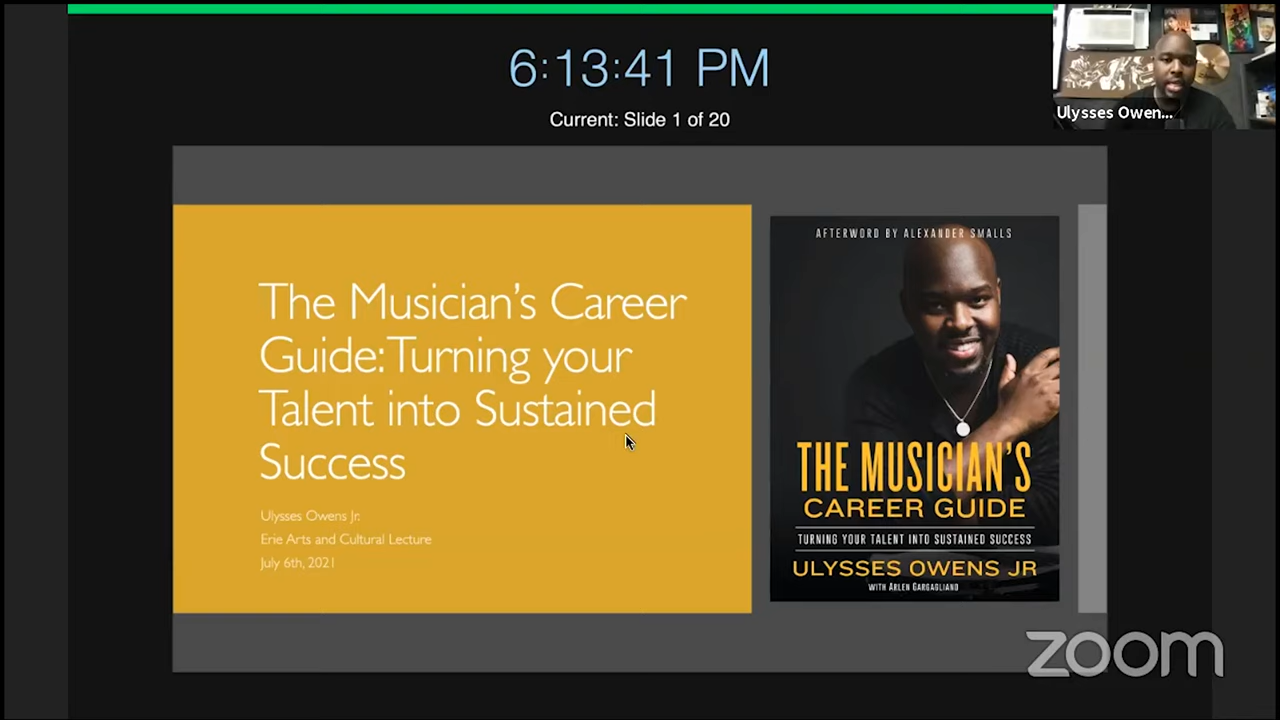 6:13:41 PM
Current: Slide 1 of 20
Ulysses Owen...
The Musician's Career
Guide: Turning your
Talent into Sustained
Success
Ulysses Owens Jr.
Erie Arts and Cultural Lecture
July 6th, 2021
AFTERWORD BY ALEXANDER SMALLS
THE MUSICIAN'S
CAREER GUIDE
TURNING YOUR TALENT INTO SUSTAINED SUCCESS
ULYSSES OWENS JR
WITH ARLEN GARGAGLIANO
zoom